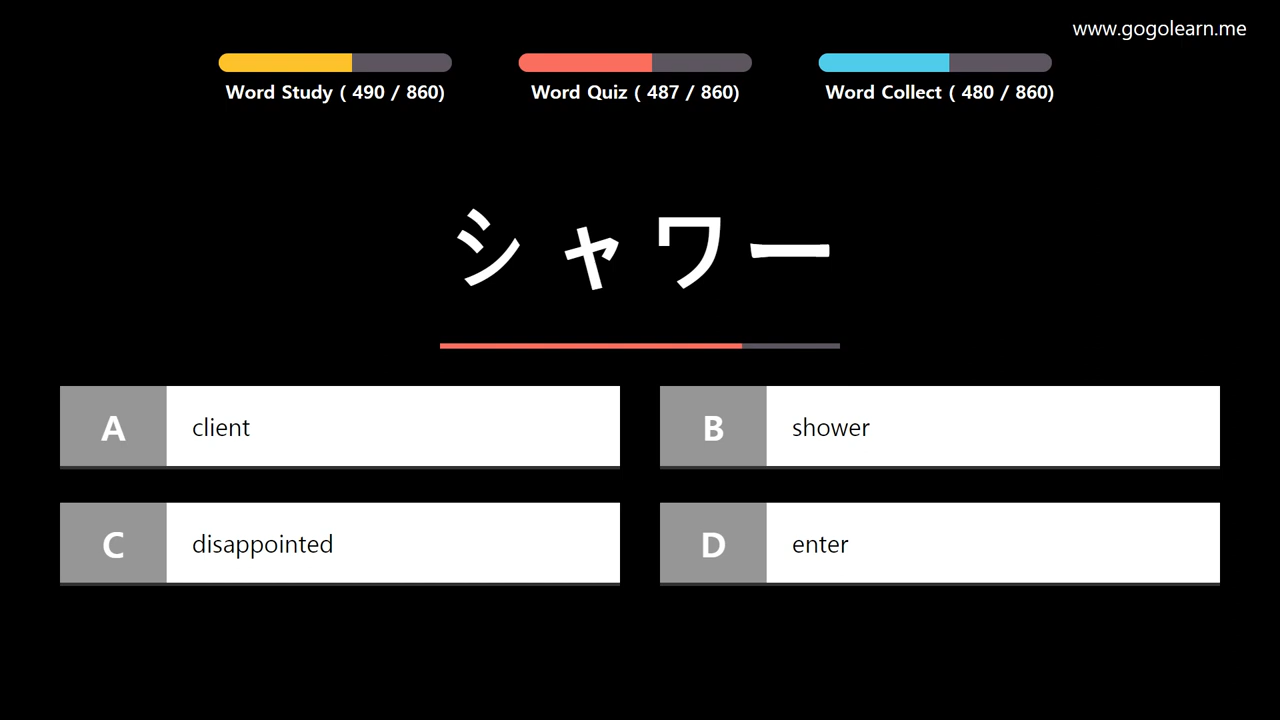 www.gogolearn.me
Word Study ( 490 / 860)
Word Quiz ( 487 / 860)
Word Collect ( 480 / 860)
シャワー
A client
B shower
C disappointed
D enter